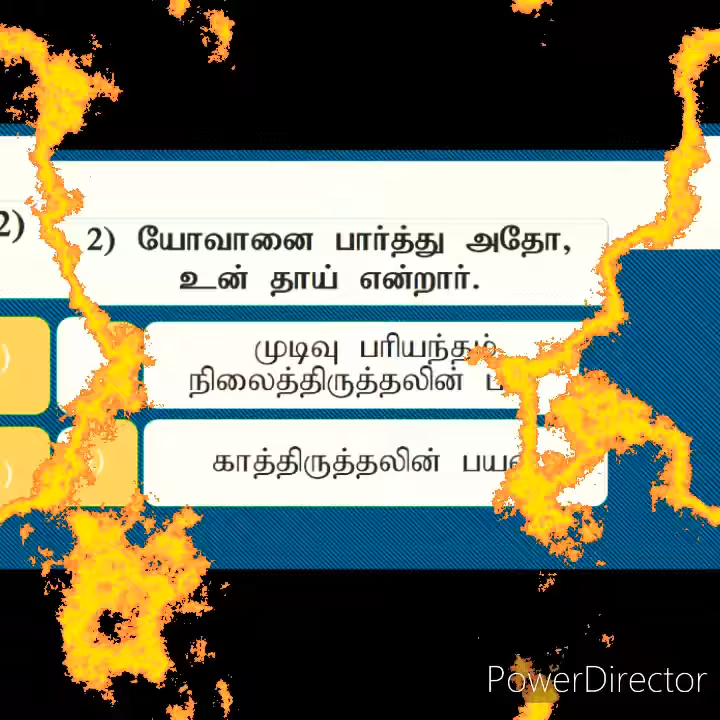 2)
2) யோவானை பார்த்து அதோ,
உன் தாய் என்றார்.
முடிவு பரியந்தம்
நிலைத்திருத்தலின்
காத்திருத்தலின்
PowerDirector